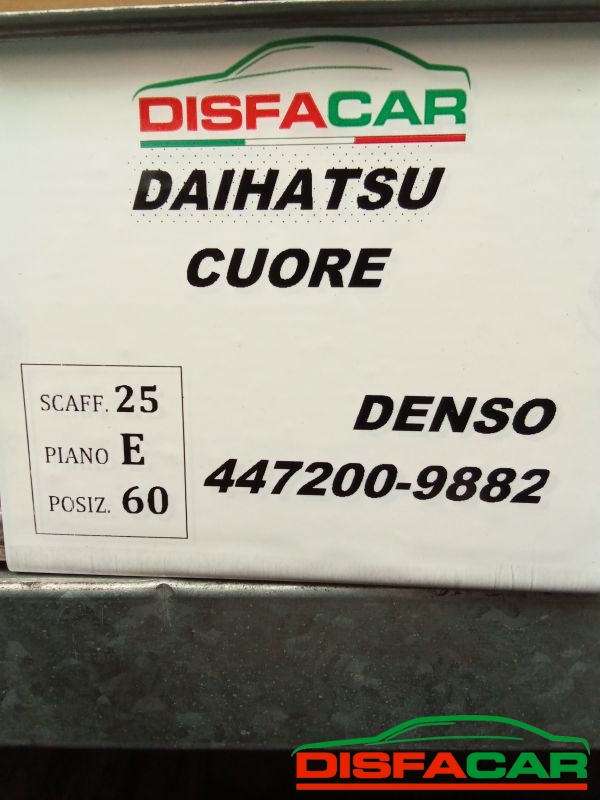 DISFACAR
DAIHATSU
CUORE
SCAFF. 25
PIANO E
POSIZ. 60
DENSO
447200-9882
DISFACAR